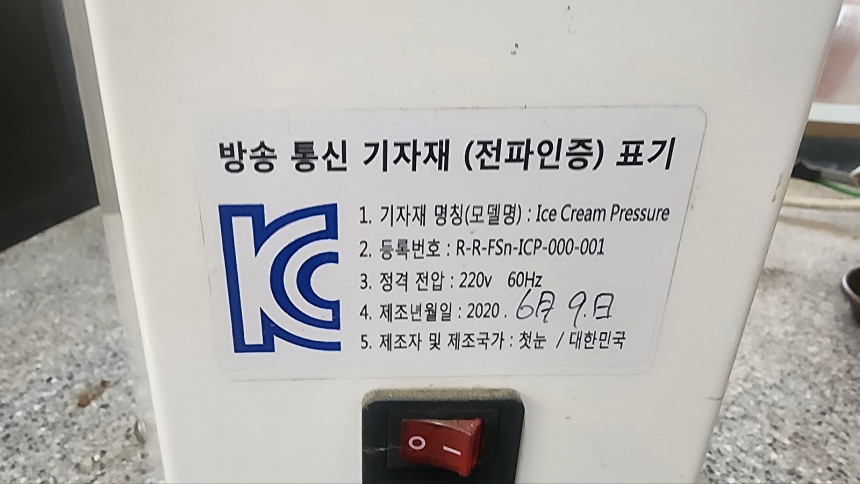 방송 통신 기자재 (전파인증) 표기
KC
1. 기자재 명칭(모델명) : Ice Cream Pressure
2. 등록번호 : R-R-FSn-ICP-000-001
3. 정격 전압 : 220v 60Hz
4. 제조년월일 : 2020 . 6月 9.日
5. 제조자 및 제조국가 : 첫눈 / 대한민국
O I